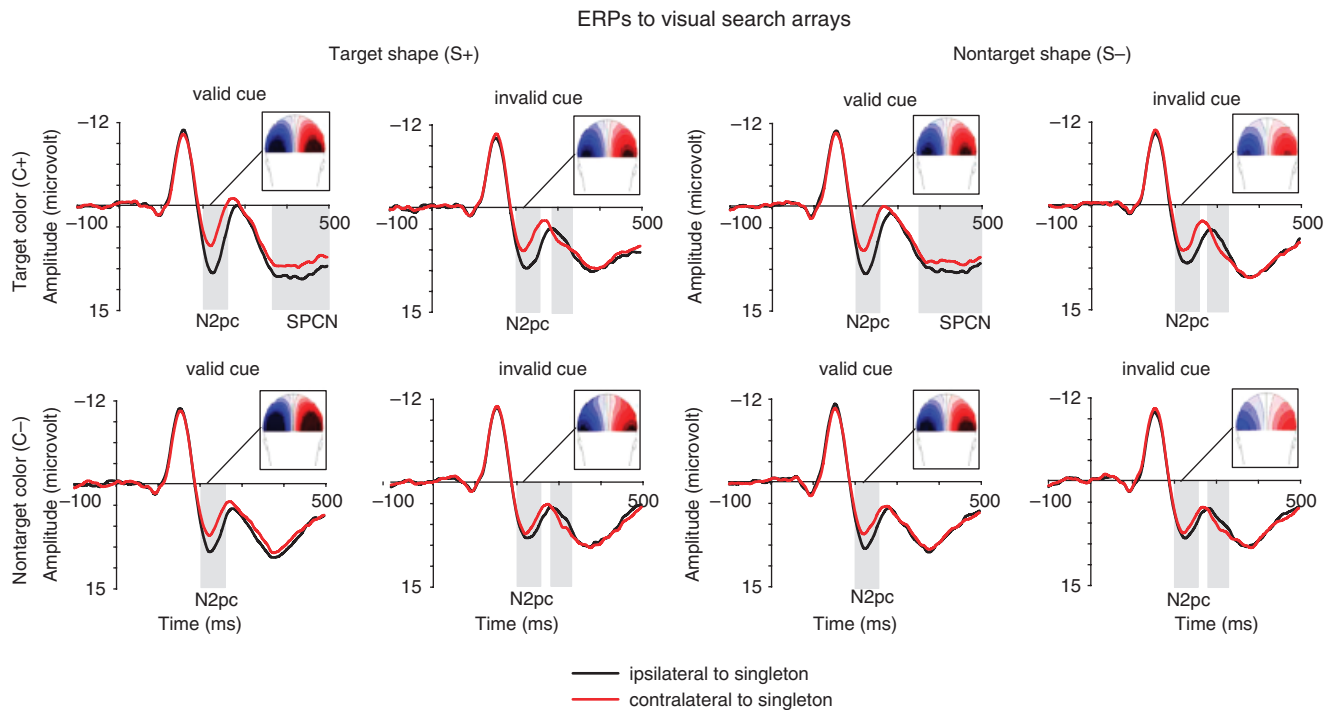 ERPs to visual search arrays
Target shape (S+)
Nontarget shape (S–)
Target color (C+)
valid cue
Amplitude (microvolt)
−12
−100
500
15
N2pc
SPCN
invalid cue
−12
−100
500
15
N2pc
valid cue
Amplitude (microvolt)
−12
−100
500
15
N2pc
SPCN
invalid cue
−12
−100
500
15
N2pc
Nontarget color (C–)
valid cue
Amplitude (microvolt)
−12
−100
500
15
N2pc
Time (ms)
invalid cue
−12
−100
500
15
N2pc
Time (ms)
valid cue
Amplitude (microvolt)
−12
−100
500
15
N2pc
Time (ms)
invalid cue
−12
−100
500
15
N2pc
Time (ms)
ipsilateral to singleton
contralateral to singleton